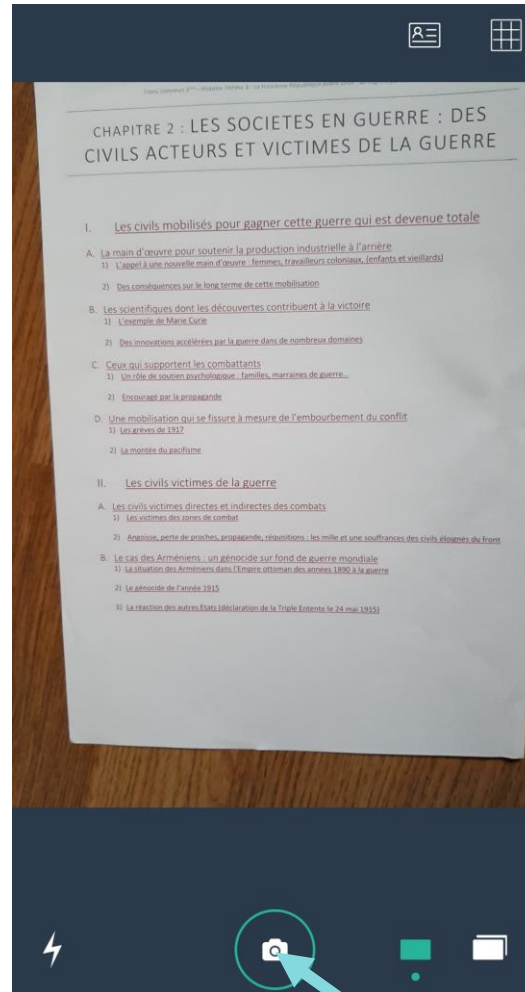 CHAPITRE 2 : LES SOCIETES EN GUERRE : DES
CIVILS ACTEURS ET VICTIMES DE LA GUERRE
I. Les civils mobilisés pour gagner cette guerre qui est devenue totale
A. La main d'œuvre pour soutenir la production industrielle à l'arrière
1) L'appel à une nouvelle main d'œuvre : femmes, travailleurs coloniaux, (enfants et vieillards)
2) Des conséquences sur le long terme de cette mobilisation
B. Les scientifiques dont les découvertes contribuent à la victoire
1) L'exemple de Marie Curie
2) Des innovations accélérées par la guerre dans de nombreux domaines
C. Ceux qui supportent les combattants
1) Un rôle de soutien psychologique : familles, marraines de guerre...
2) Encouragé par la propagande
D. Une mobilisation qui se fissure à mesure de l'embourbement du conflit
1) Les grèves de 1917
2) La montée du pacifisme
II. Les civils victimes de la guerre
A. Les civils victimes directes et indirectes des combats
1) Les victimes des zones de combat
2) Angoisse, perte de proches, propagande, réquisitions : les mille et une souffrances des civils éloignés du front
B. Le cas des Arméniens : un génocide sur fond de guerre mondiale
1) La situation des Arméniens dans l'Empire ottoman des années 1890 à la guerre
2) Le génocide de l'année 1915
3) La réaction des autres Etats (déclaration de la Triple Entente le 24 mai 1915)